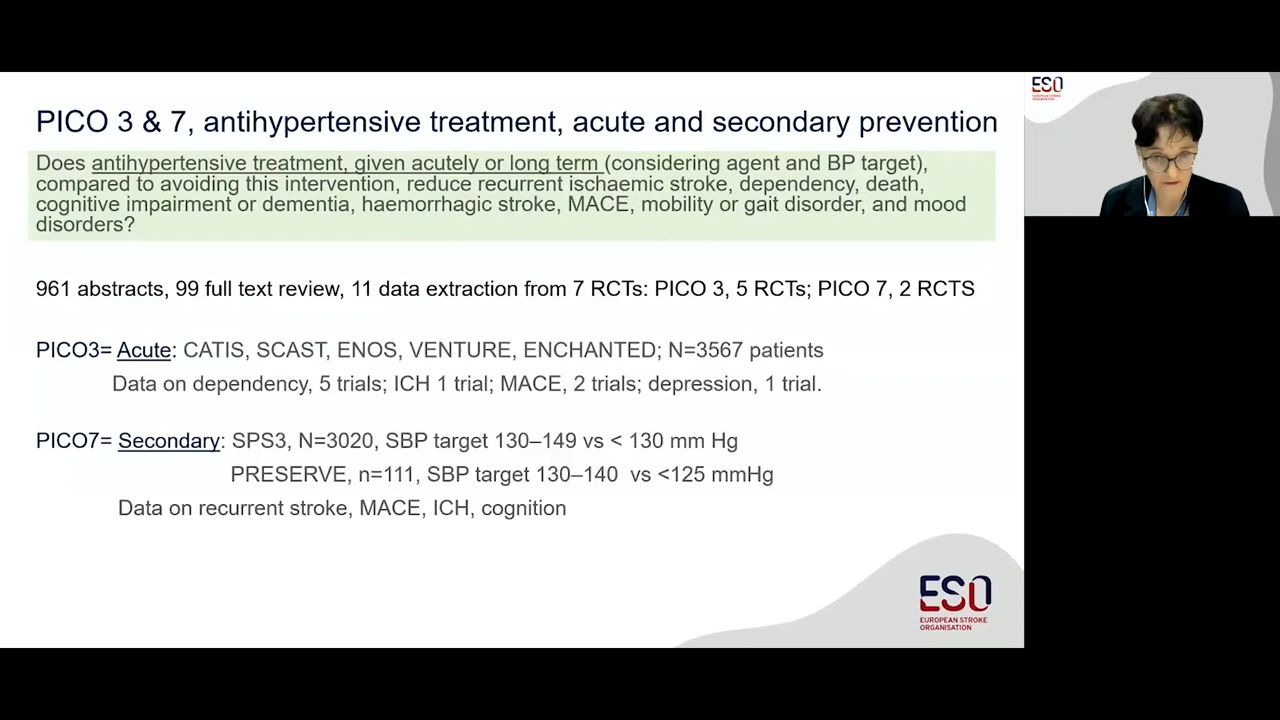 PICO 3 & 7, antihypertensive treatment, acute and secondary prevention
Does antihypertensive treatment, given acutely or long term (considering agent and BP target),
compared to avoiding this intervention, reduce recurrent ischaemic stroke, dependency, death,
cognitive impairment or dementia, haemorrhagic stroke, MACE, mobility or gait disorder, and mood
disorders?
961 abstracts, 99 full text review, 11 data extraction from 7 RCTs: PICO 3, 5 RCTs; PICO 7, 2 RCTS
PICO3= Acute: CATIS, SCAST, ENOS, VENTURE, ENCHANTED; N=3567 patients
Data on dependency, 5 trials; ICH 1 trial; MACE, 2 trials; depression, 1 trial.
PICO7= Secondary: SPS3, N=3020, SBP target 130–149 vs < 130 mm Hg
PRESERVE, n=111, SBP target 130–140 vs <125 mmHg
Data on recurrent stroke, MACE, ICH, cognition
ESO
EUROPEAN STROKE
ORGANISATION
ESO
EUROPEAN STROKE
ORGANISATION